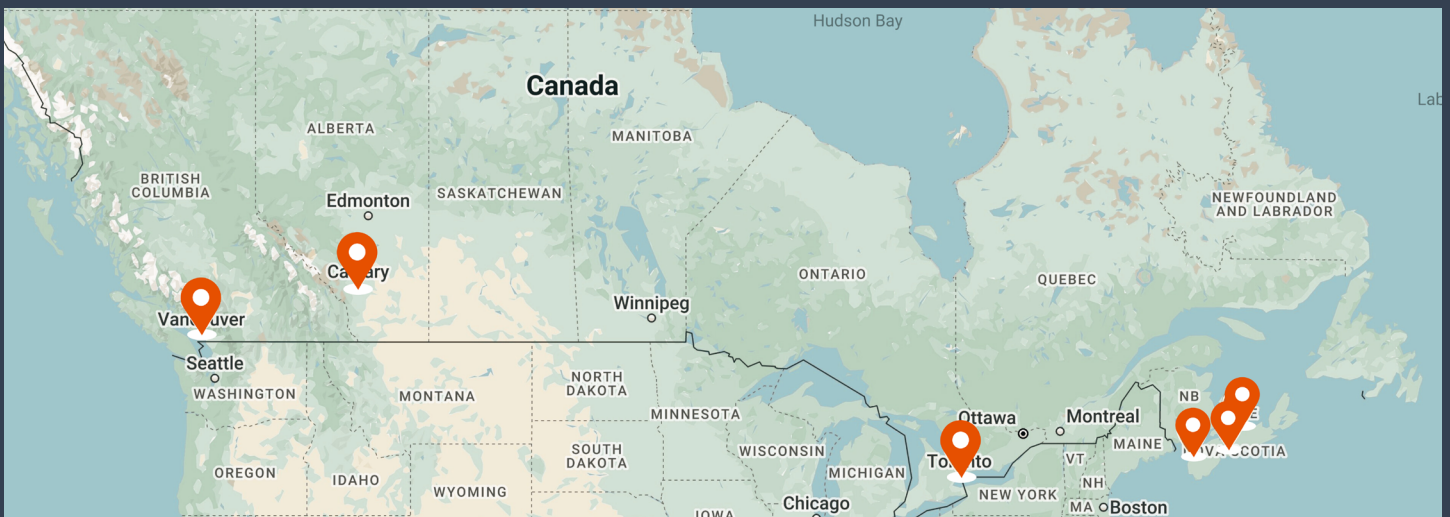 Hudson Bay
Canada
Lab
ALBERTA
MANITOBA
BRITISH
COLUMBIA
Edmonton
SASKATCHEWAN
NEWFOUNDLAND
AND LABRADOR
ONTARIO
QUEBEC
Winnipeg
Seattle
WASHINGTON
MONTANA
NORTH
DAKOTA
MINNESOTA
NB
Ottawa
Montreal
MAINE
SCOTIA
OREGON
IDAHO
WYOMING
SOUTH
DAKOTA
WISCONSIN
MICHIGAN
VT
NEW YORK
NH
MA
Boston
Chicago
IOWA